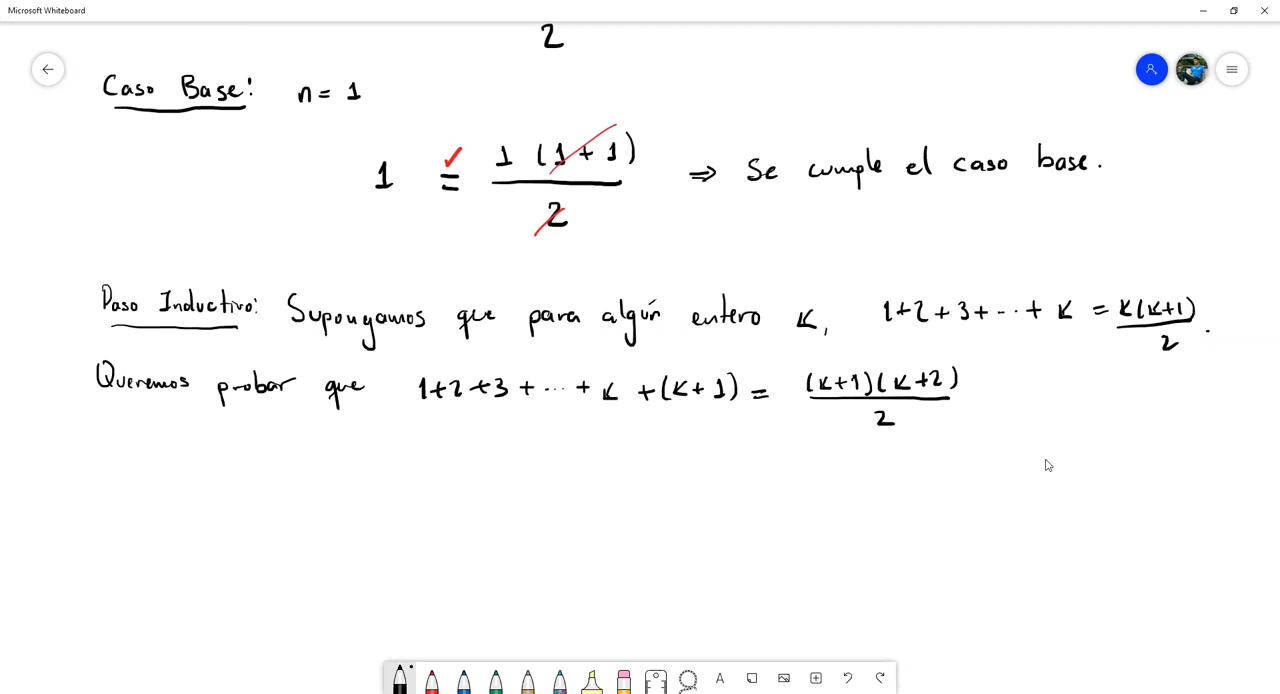 Microsoft Whiteboard
2
Caso Base: n = 1
1 = 1 (1 + 1) / 2 ⇒ Se cumple el caso base.
Paso Inductivo: Supongamos que para algún entero k, 1+2+3+...+ k = k(k+1) / 2.
Queremos probar que 1+2+3+...+ k +(k+1) = (k+1)(k+2) / 2
A